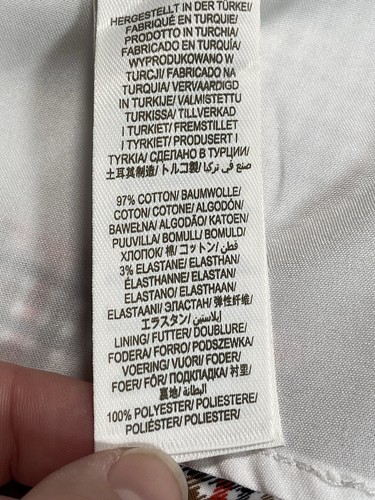 HERGESTELLT IN DER TÜRKEI/
FABRIQUÉ EN TURQUIE/
PRODOTTO IN TURCHIA/
FABRICADO EN TURQUÍA/
WYPRODUKOWANO W
TURCJI/ FABRICADO NA
TURQUIA/ VERVAARDIGD
IN TURKIJE/ VALMISTETTU
TURKISSA/ TILLVERKAD
I TURKIET/ FREMSTILLET
I TYRKIET/ PRODUSERT I
TYRKIA/ СДЕЛАНО В ТУРЦИИ/
土耳其制造/ トルコ製/ صنع في تركيا
97% COTTON/ BAUMWOLLE/
COTON/ COTONE/ ALGODÓN/
BAWEŁNA/ ALGODÃO/ KATOEN/
PUUVILLA/ BOMULL/ BOMULD/
ХЛОПОК/ 棉/ コットン/ قطن/
3% ELASTANE/ ELASTHAN/
ÉLASTHANNE/ ELASTAN/
ELASTANO/ ELASTHAAN/
ELASTAANI/ ЭЛАСТАН/ 弹性纤维/
エラスタン/ إيلاستين/
LINING/ FUTTER/ DOUBLURE/
FODERA/ FORRO/ PODSZEWKA/
VOERING/ VUORI/ FODER/
FOER/ FÔR/ ПОДКЛАДКА/ 衬里/
裏地/ البطانة/
100% POLYESTER/ POLIESTERE/
POLIÉSTER/ POLIESTER/